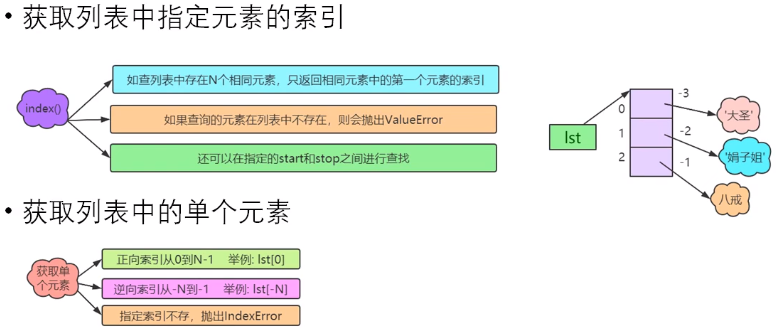 • 获取列表中指定元素的索引
index()
如查列表中存在N个相同元素，只返回相同元素中的第一个元素的索引
如果查询的元素在列表中不存在，则会抛出ValueError
还可以在指定的start和stop之间进行查找
lst
0
1
2
-3
-2
-1
'大圣'
'娟子姐'
八戒
• 获取列表中的单个元素
获取单
个元素
正向索引从0到N-1 举例: lst[0]
逆向索引从-N到-1 举例: lst[-N]
指定索引不存，抛出IndexError